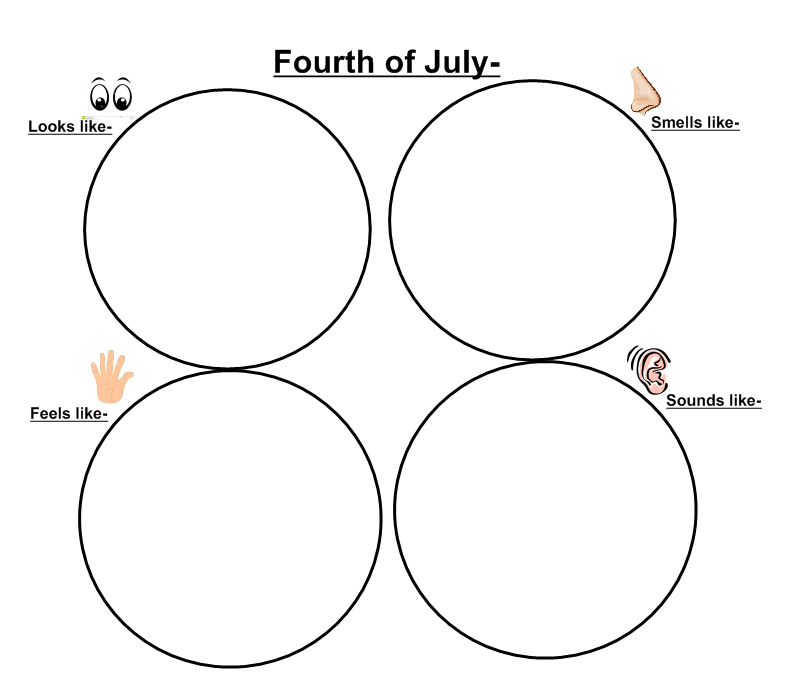 Fourth of July-
Looks like-
Smells like-
Feels like-
Sounds like-